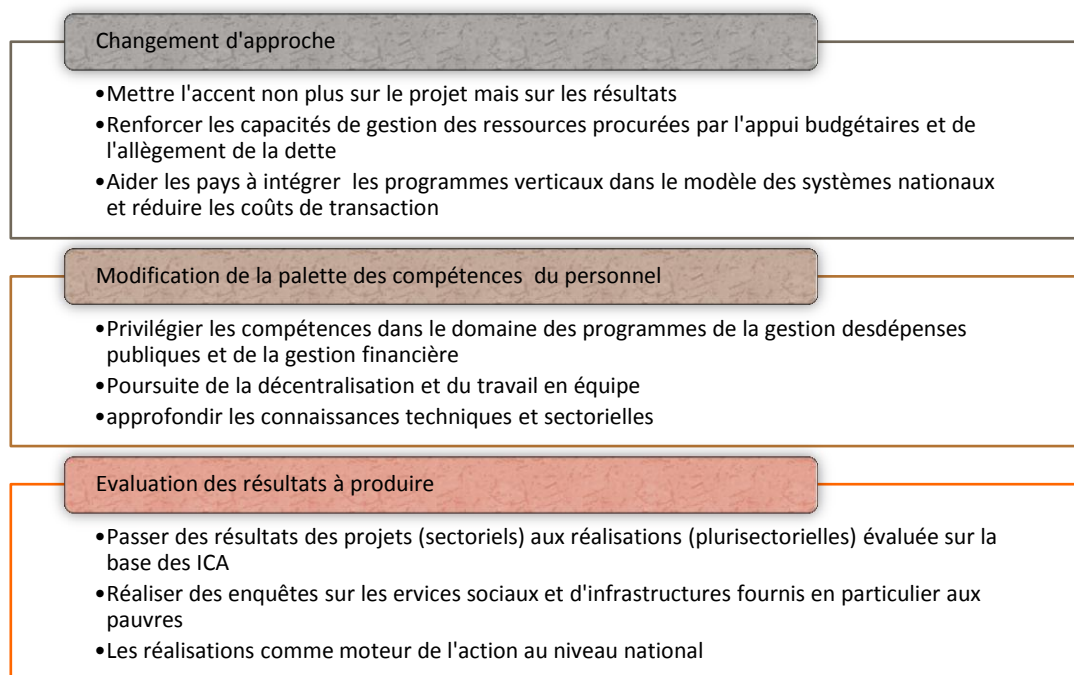 Changement d'approche
•Mettre l'accent non plus sur le projet mais sur les résultats
•Renforcer les capacités de gestion des ressources procurées par l'appui budgétaires et de
l'allègement de la dette
•Aider les pays à intégrer les programmes verticaux dans le modèle des systèmes nationaux
et réduire les coûts de transaction
Modification de la palette des compétences du personnel
•Privilégier les compétences dans le domaine des programmes de la gestion desdépenses
publiques et de la gestion financière
•Poursuite de la décentralisation et du travail en équipe
•approfondir les connaissances techniques et sectorielles
Evaluation des résultats à produire
•Passer des résultats des projets (sectoriels) aux réalisations (plurisectorielles) évaluée sur la
base des ICA
•Réaliser des enquêtes sur les ervices sociaux et d'infrastructures fournis en particulier aux
pauvres
•Les réalisations comme moteur de l'action au niveau national